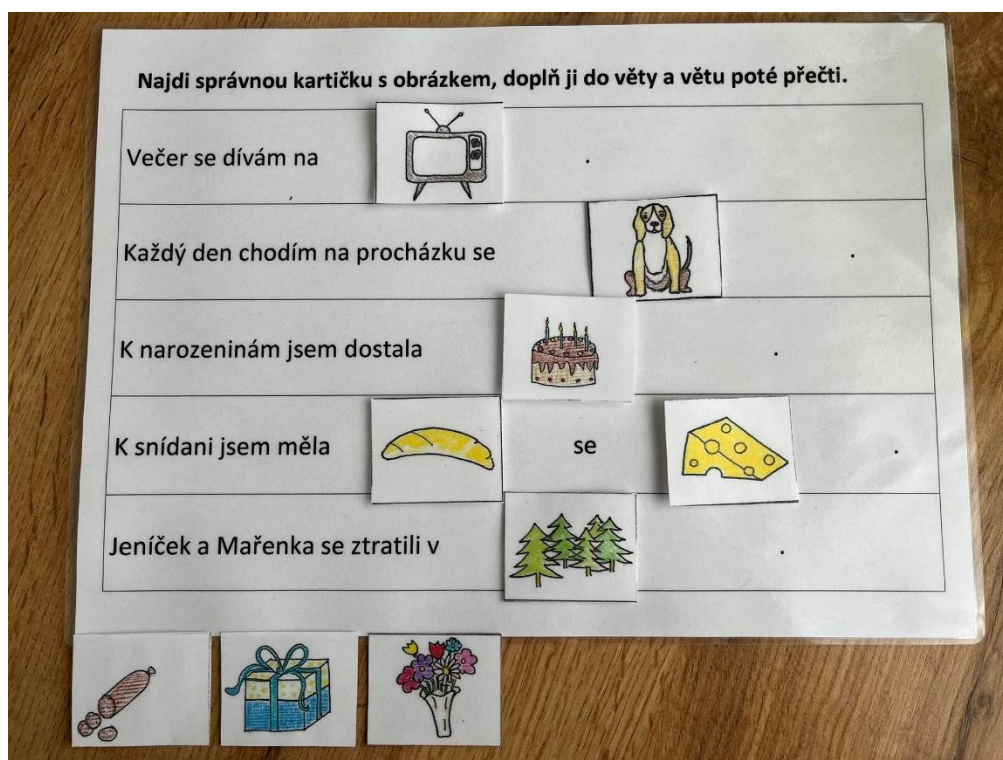 Najdi správnou kartičku s obrázkem, doplň ji do věty a větu poté přečti.
Večer se dívám na .
Každý den chodím na procházku se .
K narozeninám jsem dostala .
K snídani jsem měla se .
Jeníček a Mařenka se ztratili v .